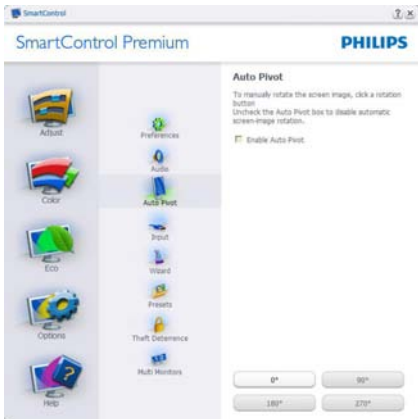 SmartControl
? x
SmartControl Premium
PHILIPS
Adjust
Color
Eco
Options
Help
Preferences
Audio
Auto Pivot
Input
Wizard
Presets
Theft Deterrence
Multi Monitors
Auto Pivot
To manually rotate the screen image, click a rotation
button
Uncheck the Auto Pivot box to disable automatic
screen-image rotation.
Enable Auto Pivot
0°
90°
180°
270°